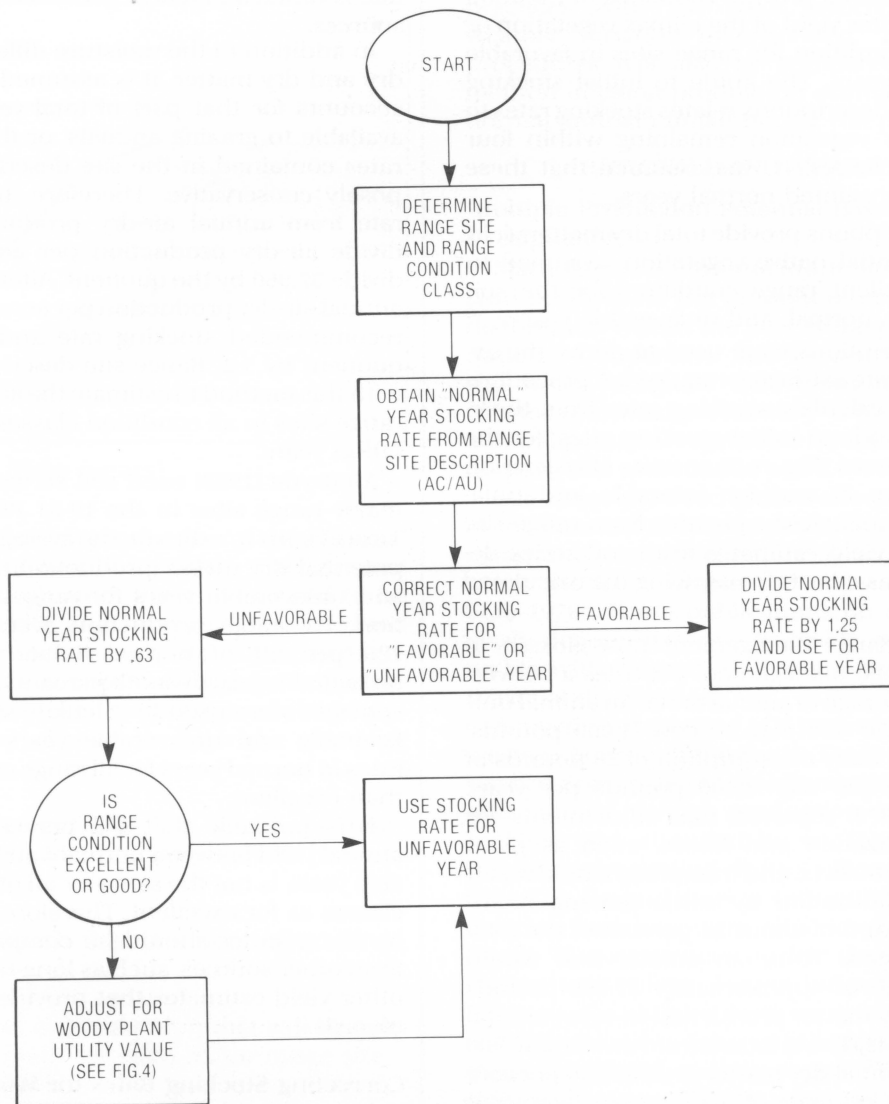 START
DETERMINE
RANGE SITE
AND RANGE
CONDITION
CLASS
OBTAIN "NORMAL"
YEAR STOCKING
RATE FROM RANGE
SITE DESCRIPTION
(AC/AU)
CORRECT NORMAL
YEAR STOCKING
RATE FOR
"FAVORABLE" OR
"UNFAVORABLE" YEAR
UNFAVORABLE
FAVORABLE
DIVIDE NORMAL
YEAR STOCKING
RATE BY .63
DIVIDE NORMAL
YEAR STOCKING
RATE BY 1.25
AND USE FOR
FAVORABLE YEAR
IS
RANGE
CONDITION
EXCELLENT
OR GOOD?
YES
USE STOCKING
RATE FOR
UNFAVORABLE
YEAR
NO
ADJUST FOR
WOODY PLANT
UTILITY VALUE
(SEE FIG.4)